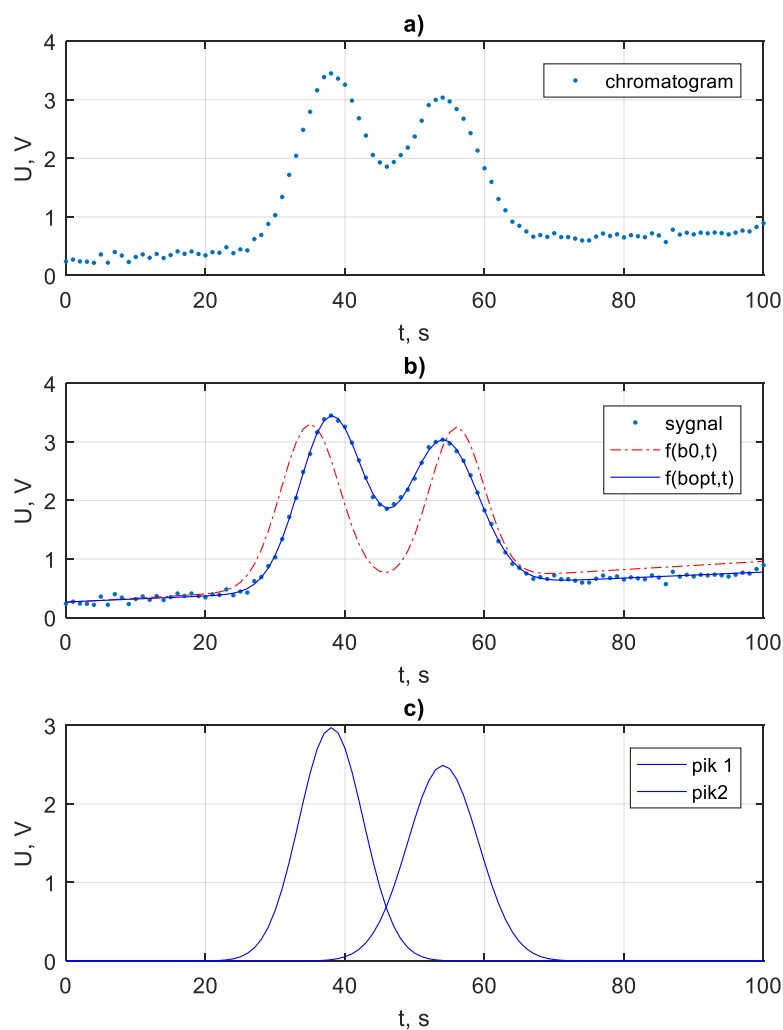 a)
4
3
2
1
0
U, V
chromatogram
0 20 40 60 80 100
t, s
b)
4
3
2
1
0
U, V
sygnal
f(b0,t)
f(bopt,t)
0 20 40 60 80 100
t, s
c)
3
2
1
0
U, V
pik 1
pik2
0 20 40 60 80 100
t, s